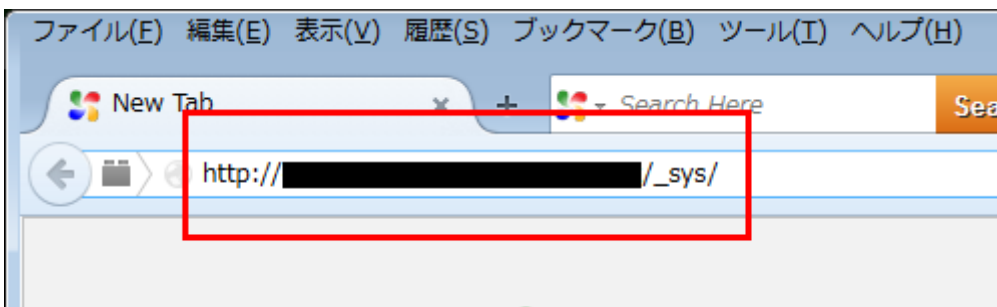 ファイル(F) 編集(E) 表示(V) 履歴(S) ブックマーク(B) ツール(T) ヘルプ(H)
New Tab × + Search Here Sea
http:// /_sys/